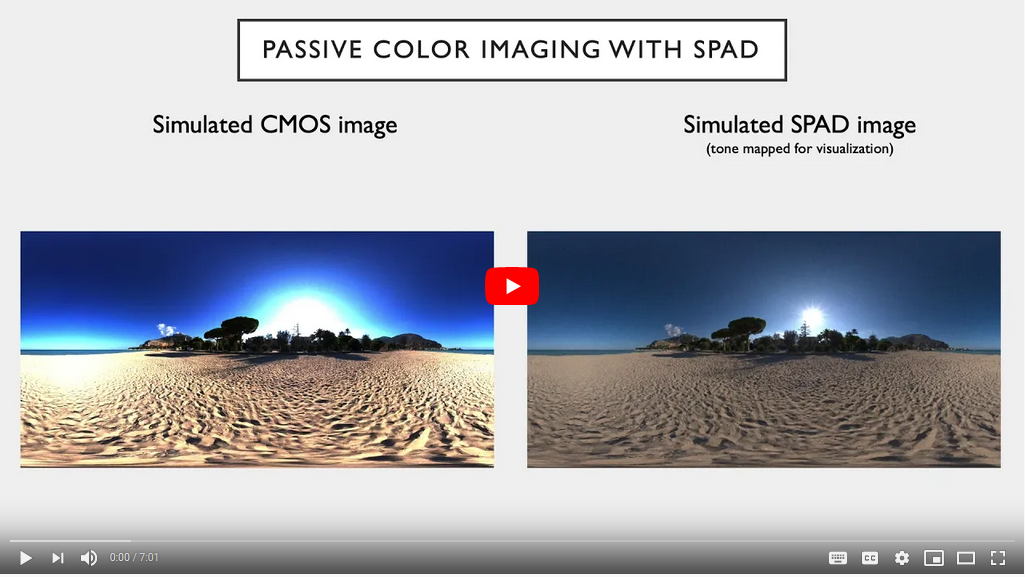 PASSIVE COLOR IMAGING WITH SPAD
Simulated CMOS image
Simulated SPAD image
(tone mapped for visualization)
0:00 / 7:01
CC